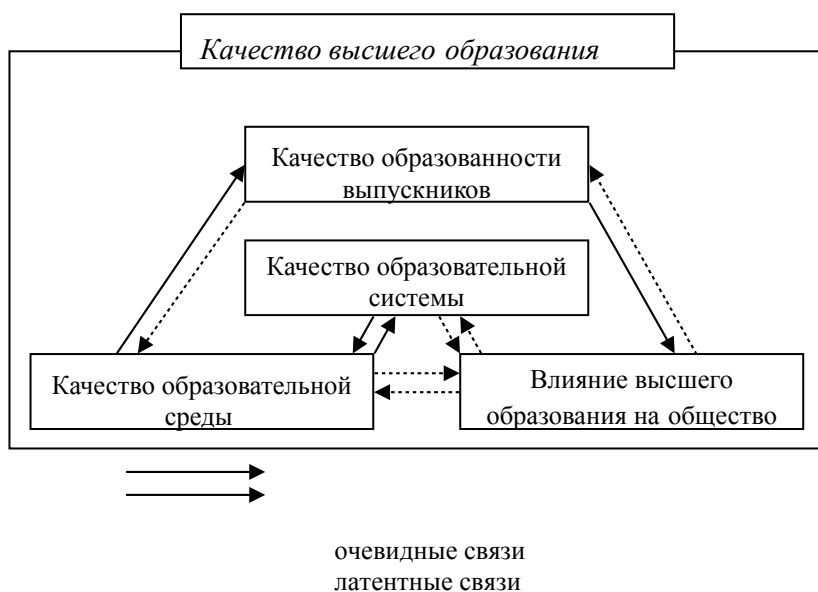 Качество высшего образования
Качество образованности
выпускников
Качество образовательной
системы
Качество образовательной
среды
Влияние высшего
образования на общество
очевидные связи
латентные связи